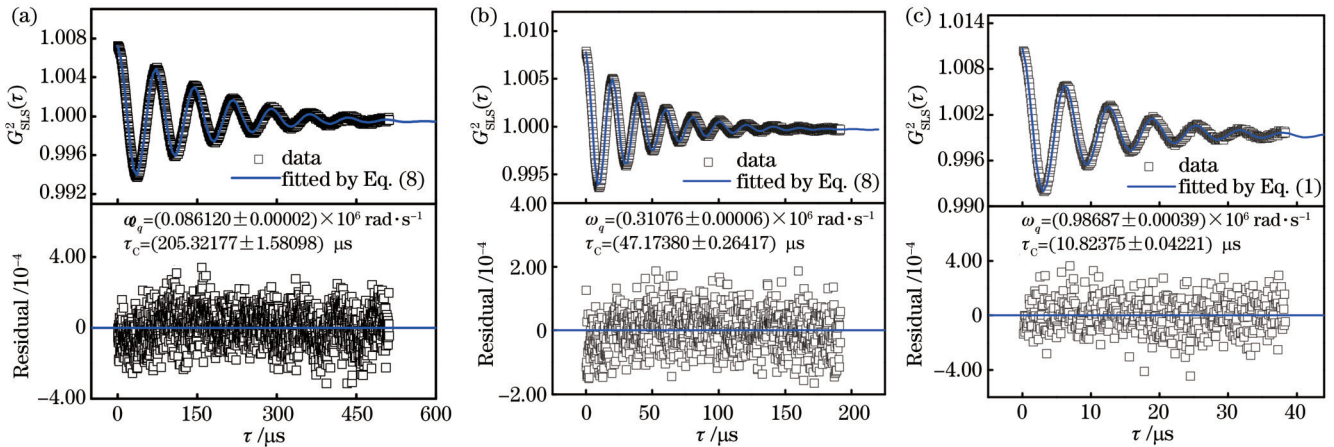 (a)
1.008
1.004
1.000
0.996
0.992
G²SLS(τ)
data
fitted by Eq. (8)
ω_q=(0.086120±0.00002)×10⁶ rad·s⁻¹
τ_C=(205.32177±1.58098) μs
4.00
0
−4.00
Residual /10⁻⁴
0 150 300 450 600
τ /μs
(b)
1.010
1.005
1.000
0.995
G²SLS(τ)
data
fitted by Eq. (8)
4.00
ω_q=(0.31076±0.00006)×10⁶ rad·s⁻¹
τ_C=(47.17380±0.26417) μs
2.00
0
−2.00
Residual /10⁻⁴
0 50 100 150 200
τ /μs
(c)
1.014
1.008
1.002
0.996
0.990
G²SLS(τ)
data
fitted by Eq. (1)
ω_q=(0.98687±0.00039)×10⁶ rad·s⁻¹
τ_C=(10.82375±0.04221) μs
4.00
0
−4.00
Residual /10⁻⁴
0 10 20 30 40
τ /μs